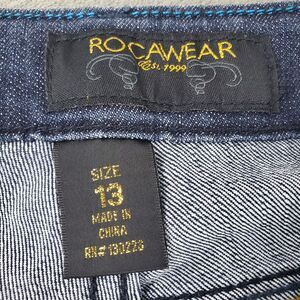 ROCAWEAR
Est. 1999
SIZE
13
MADE IN
CHINA
RN# 130223